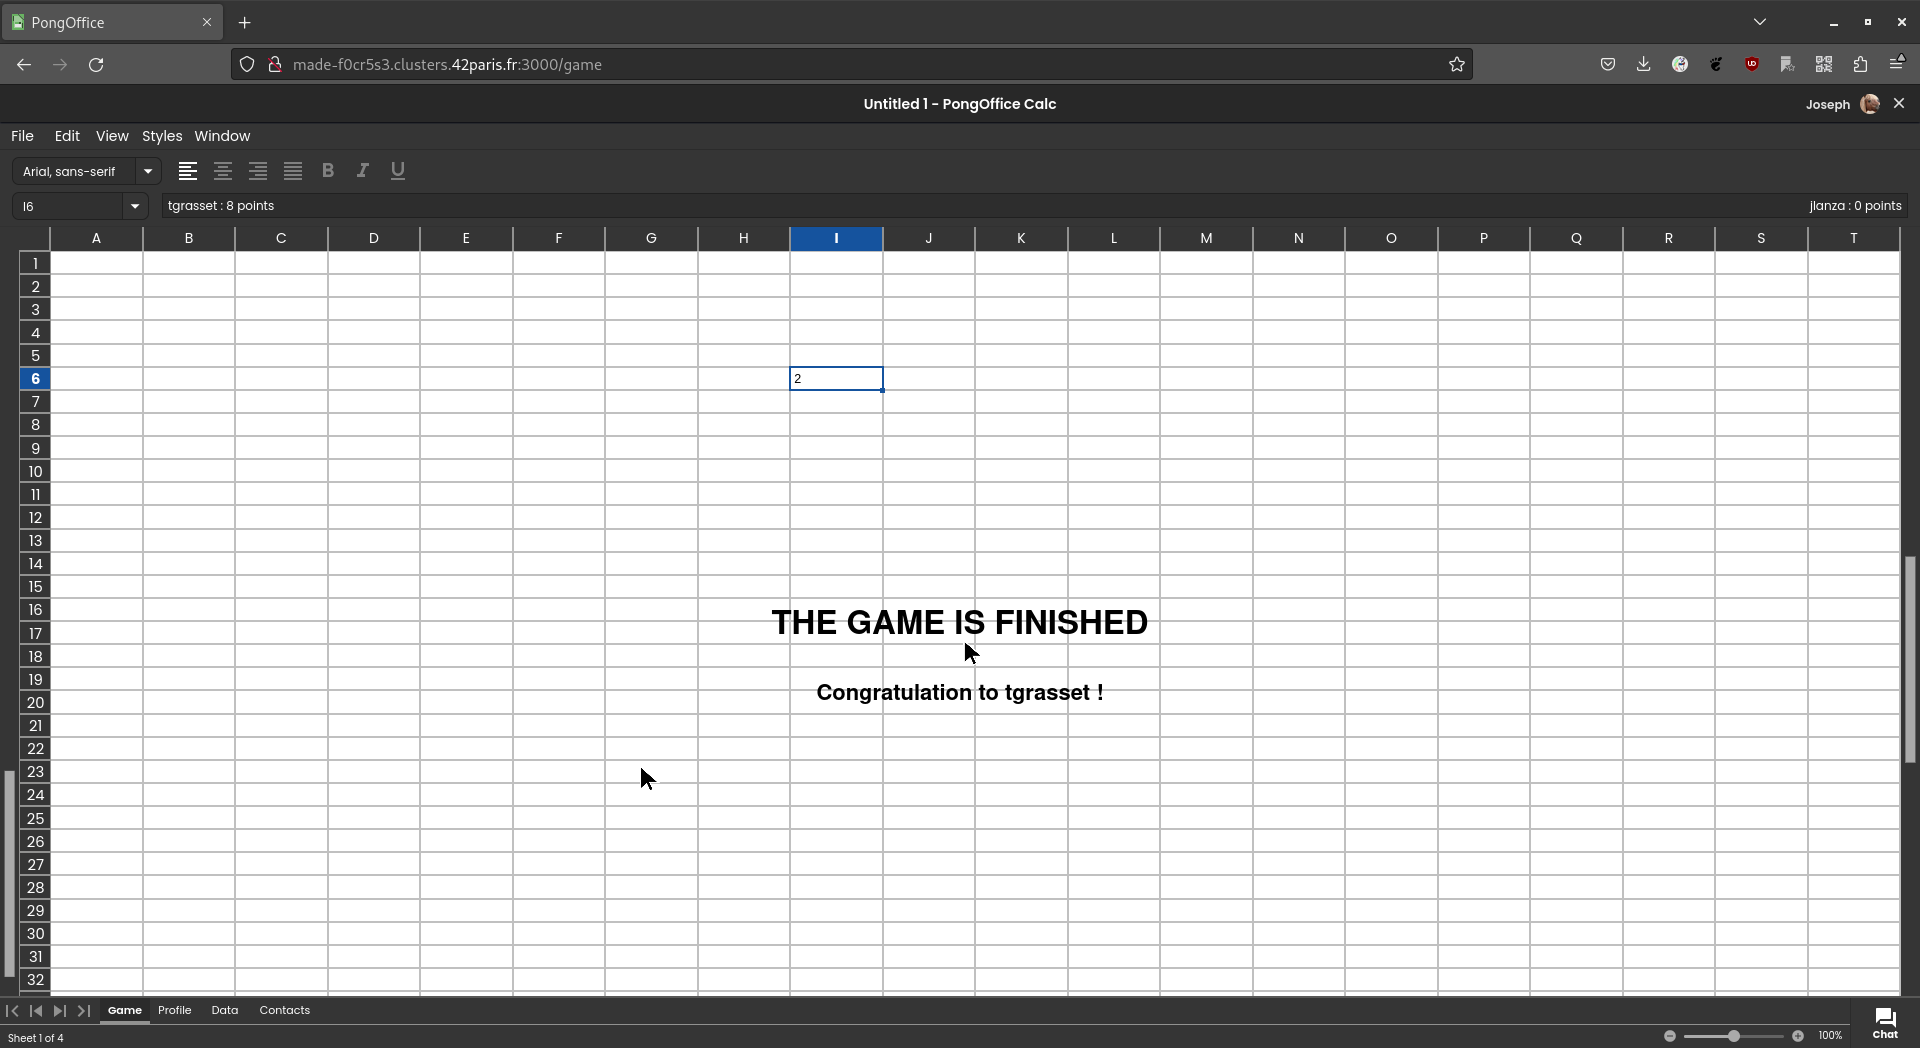 PongOffice
made-f0cr5s3.clusters.42paris.fr:3000/game
Untitled 1 - PongOffice Calc
Joseph
File Edit View Styles Window
Arial, sans-serif
B I U
I6
tgrasset : 8 points
jlanza : 0 points
A B C D E F G H I J K L M N O P Q R S T
1
2
3
4
5
6 2
7
8
9
10
11
12
13
14
15
16
THE GAME IS FINISHED
17
18
19
Congratulation to tgrasset !
20
21
22
23
24
25
26
27
28
29
30
31
32
Game Profile Data Contacts
Sheet 1 of 4
100%
Chat